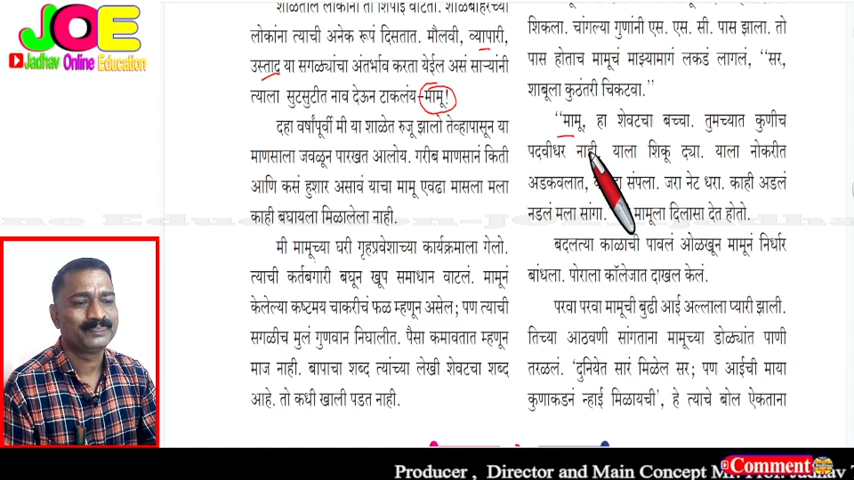 JOE
Jadhav Online Education
शाळेतील लोकांना तो शिपाई वाटतो. शाळेबाहेरच्या
लोकांना त्याची अनेक रूपं दिसतात. मौलवी, व्यापारी,
उस्ताद या सगळ्यांचा अंतर्भाव करता येईल असं साऱ्यांनी
त्याला सुटसुटीत नाव देऊन टाकलंय-मामू!
दहा वर्षांपूर्वी मी या शाळेत रुजू झालो तेव्हापासून या
माणसाला जवळून पारखत आलोय. गरीब माणसानं किती
आणि कसं हुशार असावं याचा मामू एवढा मासला मला
काही बघायला मिळालेला नाही.
मी मामूच्या घरी गृहप्रवेशाच्या कार्यक्रमाला गेलो.
त्याची कर्तबगारी बघून खूप समाधान वाटलं. मामूनं
केलेल्या कष्टमय चाकरीचं फळ म्हणून असेल; पण त्याची
सगळीच मुलं गुणवान निघालीत. पैसा कमावतात म्हणून
माज नाही. बापाचा शब्द त्यांच्या लेखी शेवटचा शब्द
आहे. तो कधी खाली पडत नाही.
शिकला. चांगल्या गुणांनी एस. एस. सी. पास झाला. तो
पास होताच मामूचं माझ्यामागं लकडं लागलं, ‘‘सर,
शाबूला कुठंतरी चिकटवा.’’
‘‘मामू, हा शेवटचा बच्चा. तुमच्यात कुणीच
पदवीधर नाही, याला शिकू द्या. याला नोकरीत
अडकवलात, संपला. जरा नेट धरा. काही अडलं
नडलं मला सांगा. मामूला दिलासा देत होतो.
बदलत्या काळाची पावलं ओळखून मामूनं निर्धार
बांधला. पोराला कॉलेजात दाखल केलं.
परवा परवा मामूची बुढी आई अल्लाला प्यारी झाली.
तिच्या आठवणी सांगताना मामूच्या डोळ्यांत पाणी
तरळलं. ‘दुनियेत सारं मिळेल सर; पण आईची माया
कुणाकडनं न्हाई मिळायची’, हे त्याचे बोल ऐकताना
Producer , Director and Main Concept Mr. Prof. Jadhav
Comment